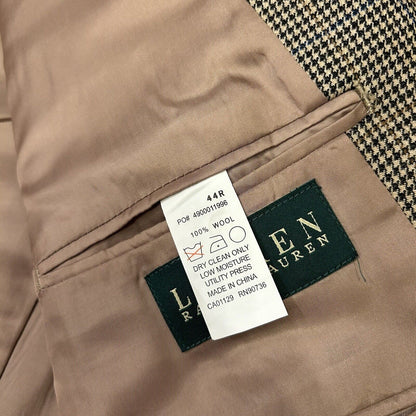 44R
PO# 4900011996
100% WOOL
DRY CLEAN ONLY
LOW MOISTURE
UTILITY PRESS
MADE IN CHINA
CA01129 RN90736
L EN
RA AUREN